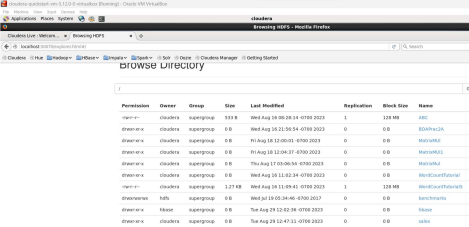 cloudera-quickstart-vm-5.13.0-0-virtualbox [Running] - Oracle VM VirtualBox
File Machine View Input Devices Help
Applications Places System cloudera
Browsing HDFS - Mozilla Firefox
Cloudera Live : Welcom... Browsing HDFS
localhost:50070/explorer.html#/ Search
Cloudera Hue Hadoop HBase Impala Spark Solr Oozie Cloudera Manager Getting Started
Browse Directory
/
Permission Owner Group Size Last Modified Replication Block Size Name
-rw-r--r-- cloudera supergroup 533 B Wed Aug 16 08:28:14 -0700 2023 1 128 MB ABC
drwxr-xr-x cloudera supergroup 0 B Wed Aug 16 21:56:54 -0700 2023 0 0 B BDAPrac2A
drwxr-xr-x cloudera supergroup 0 B Fri Aug 18 12:00:01 -0700 2023 0 0 B
drwxr-xr-x cloudera supergroup 0 B Fri Aug 18 12:04:37 -0700 2023 0 0 B
drwxr-xr-x cloudera supergroup 0 B Thu Aug 17 03:06:56 -0700 2023 0 0 B MatrixMul
drwxr-xr-x cloudera supergroup 0 B Wed Aug 16 11:02:34 -0700 2023 0 0 B WordCountTutorial
-rw-r--r-- cloudera supergroup 1.27 KB Wed Aug 16 11:09:41 -0700 2023 1 128 MB
drwxrwxrwx hdfs supergroup 0 B Wed Jul 19 05:34:46 -0700 2017 0 0 B benchmarks
drwxr-xr-x hbase supergroup 0 B Tue Aug 29 12:02:36 -0700 2023 0 0 B hbase
drwxr-xr-x cloudera supergroup 0 B Tue Aug 29 12:47:11 -0700 2023 0 0 B